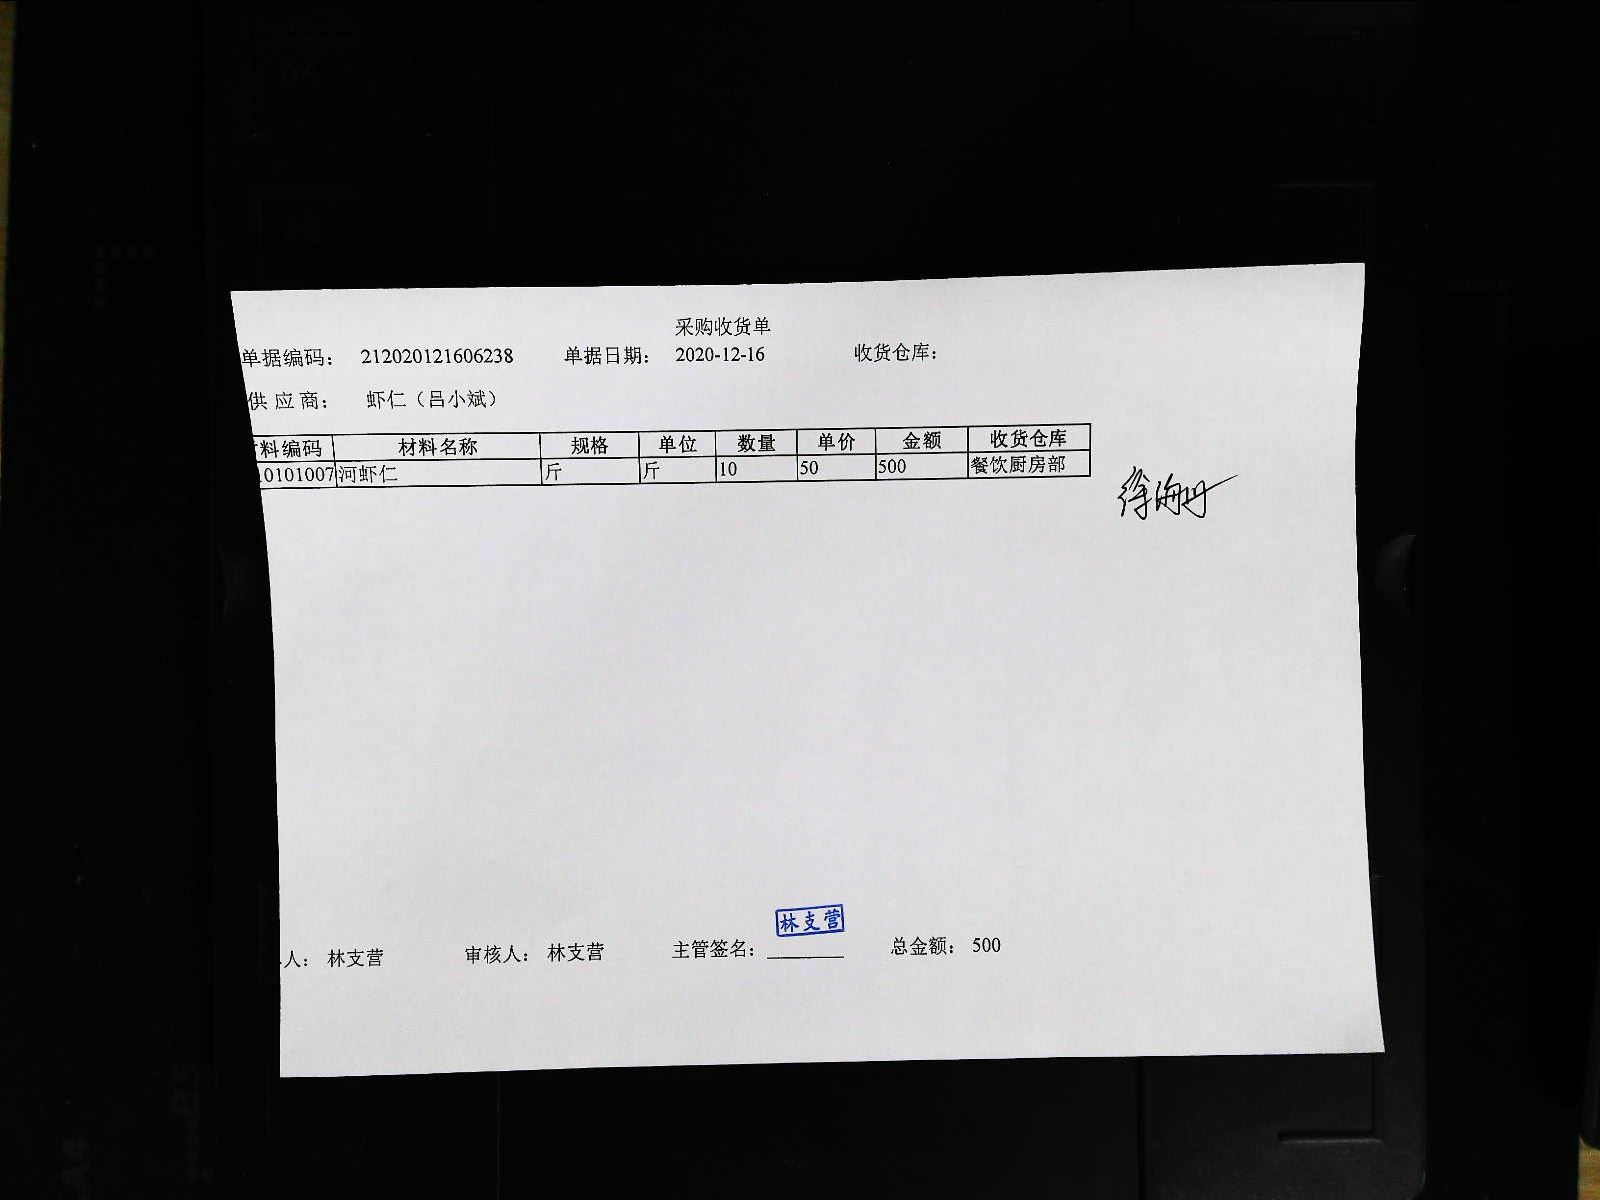 采购收货单
单据编码： 212020121606238 单据日期： 2020-12-16 收货仓库：
供应商： 虾仁（吕小斌）
料编码 材料名称 规格 单位 数量 单价 金额 收货仓库
0101007 河虾仁 斤 斤 10 50 500 餐饮厨房部
徐海丹
林支营
人： 林支营 审核人： 林支营 主管签名： 总金额： 500